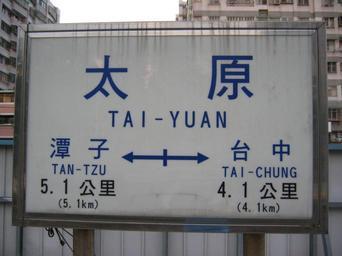 太原
TAI-YUAN
潭子 台中
TAN-TZU TAI-CHUNG
5.1公里 4.1公里
(5.1km) (4.1km)